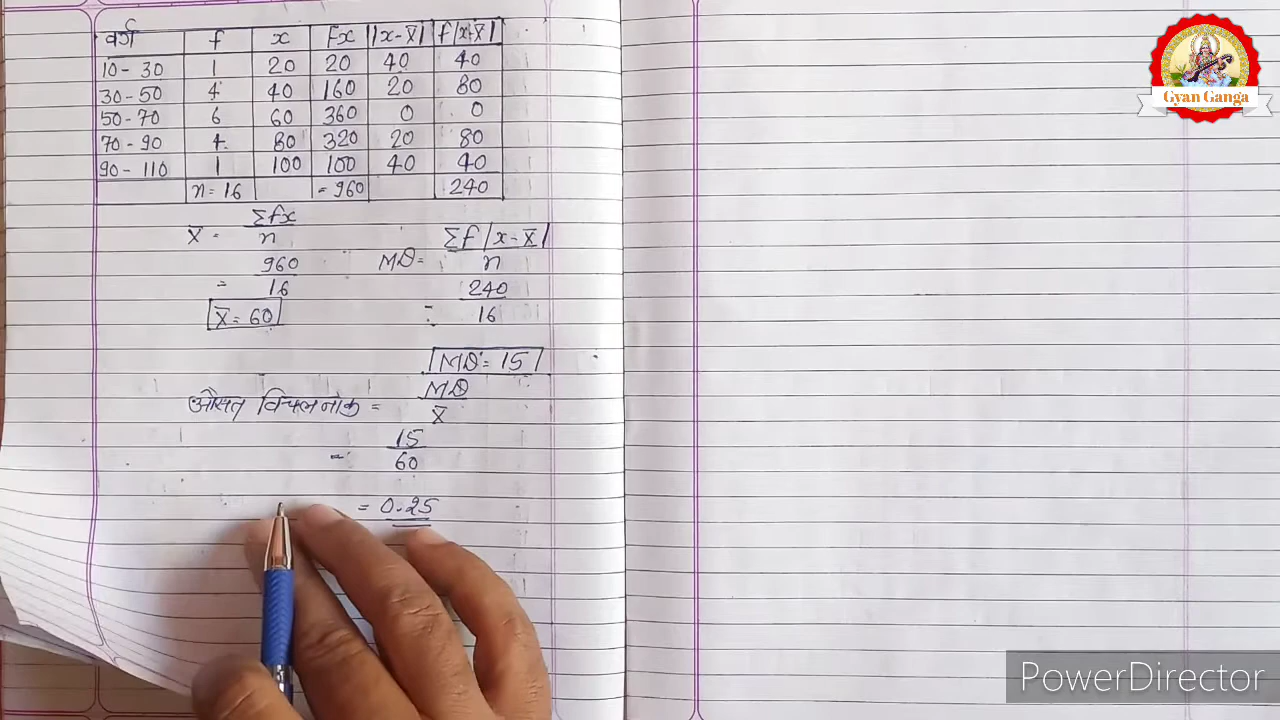 वर्ग f x Fx |x-x̄| f|x-x̄|
10-30 1 20 20 40 40
30-50 4 40 160 20 80
50-70 6 60 360 0 0
70-90 4 80 320 20 80
90-110 1 100 100 40 40
n=16 =960 240
x̄ = Σfx / n
= 960 / 16
x̄ = 60
MD = Σf|x-x̄| / n
= 240 / 16
MD = 15
औसत विचलनांक = MD / x̄
= 15 / 60
= 0.25
Gyan Ganga
PowerDirector